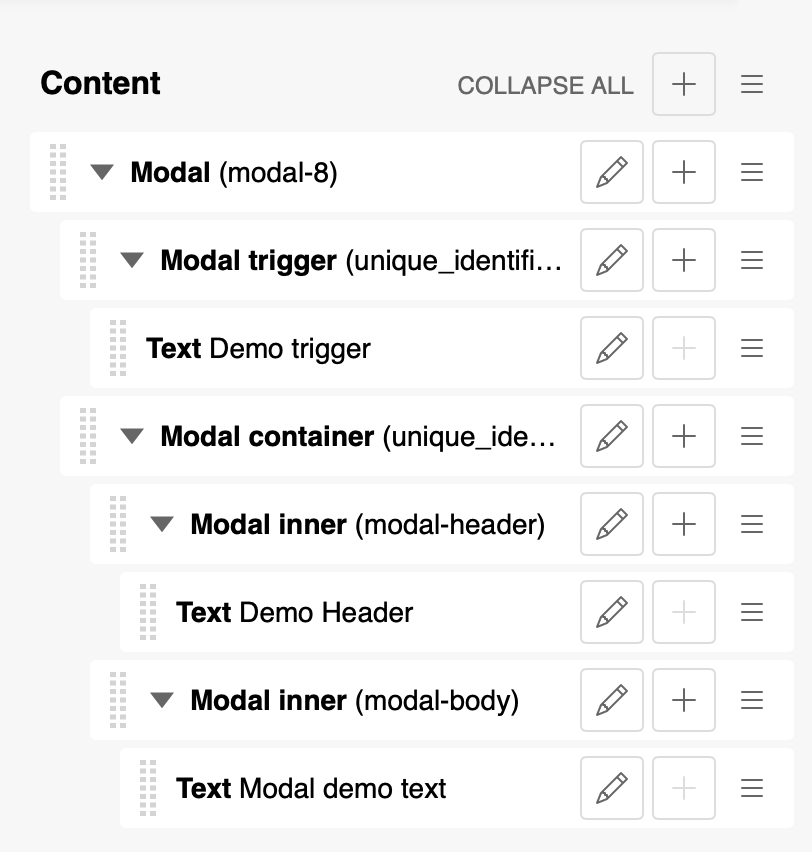 Content COLLAPSE ALL
Modal (modal-8)
Modal trigger (unique_identifi...
Text Demo trigger
Modal container (unique_ide...
Modal inner (modal-header)
Text Demo Header
Modal inner (modal-body)
Text Modal demo text